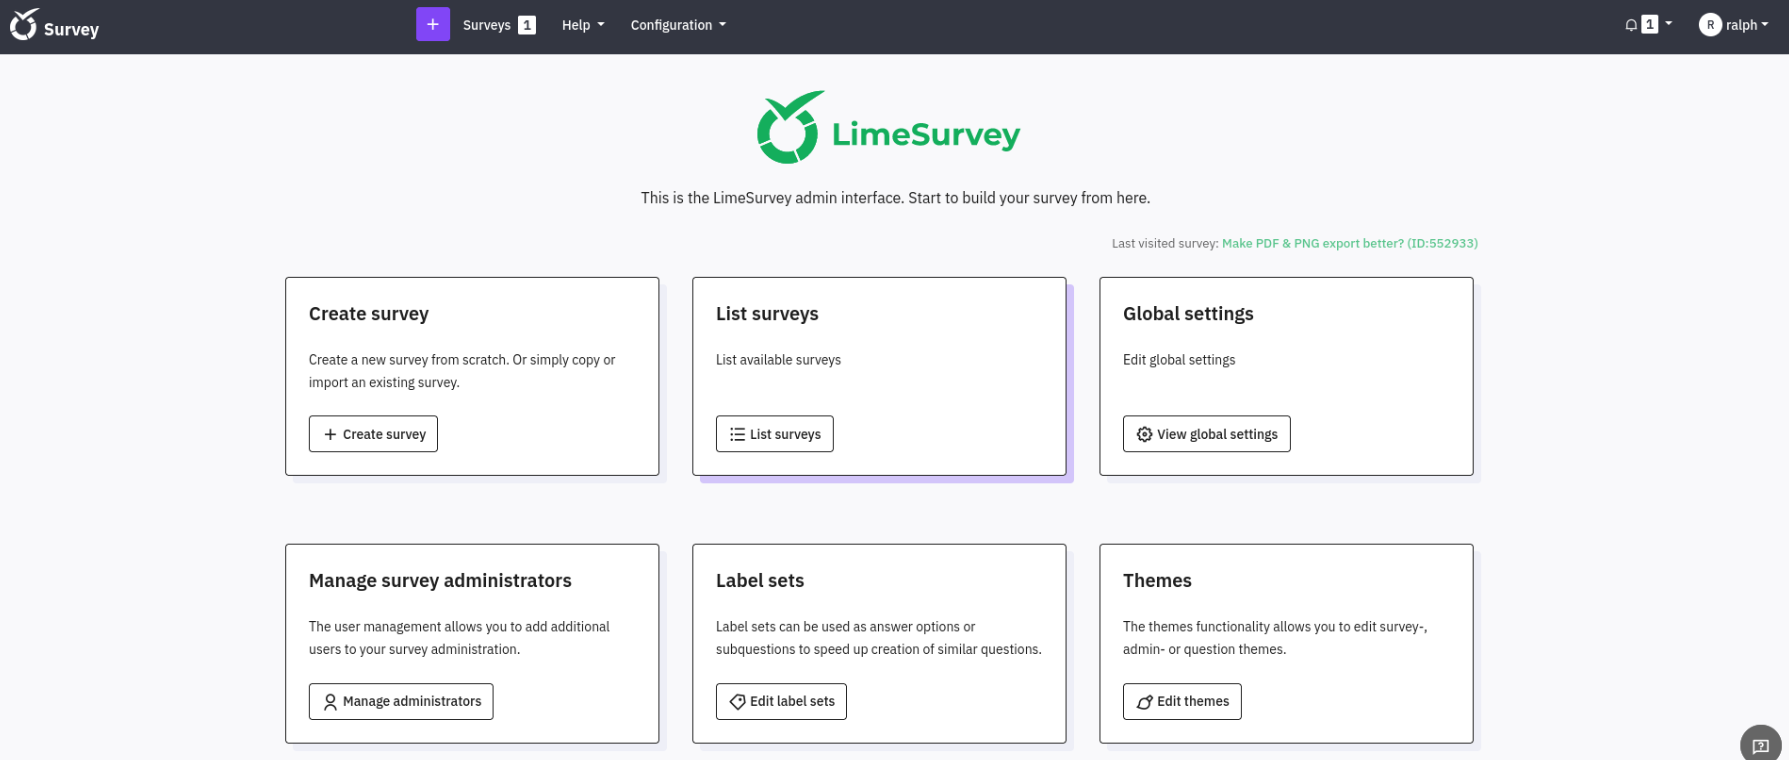 Survey
+ Surveys 1 Help Configuration 1 R ralph
LimeSurvey
This is the LimeSurvey admin interface. Start to build your survey from here.
Last visited survey: Make PDF & PNG export better? (ID:552933)
Create survey
Create a new survey from scratch. Or simply copy or
import an existing survey.
+ Create survey
List surveys
List available surveys
List surveys
Global settings
Edit global settings
View global settings
Manage survey administrators
The user management allows you to add additional
users to your survey administration.
Manage administrators
Label sets
Label sets can be used as answer options or
subquestions to speed up creation of similar questions.
Edit label sets
Themes
The themes functionality allows you to edit survey-,
admin- or question themes.
Edit themes